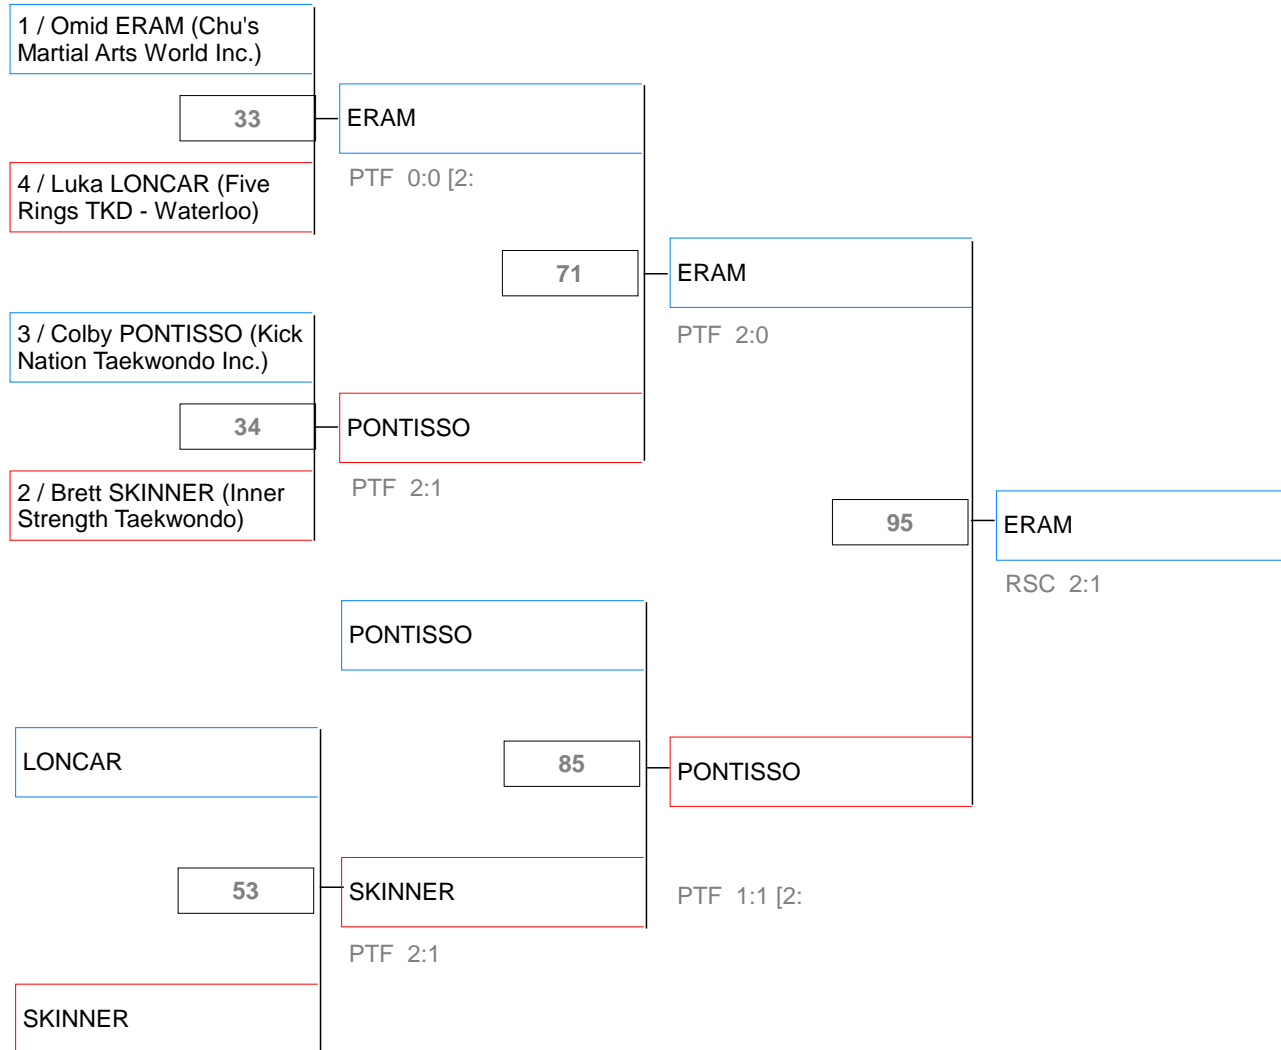 1 / Omid ERAM (Chu's
Martial Arts World Inc.)
33
ERAM
PTF 0:0 [2:
4 / Luka LONCAR (Five
Rings TKD - Waterloo)
71
ERAM
PTF 2:0
3 / Colby PONTISSO (Kick
Nation Taekwondo Inc.)
34
PONTISSO
PTF 2:1
2 / Brett SKINNER (Inner
Strength Taekwondo)
95
ERAM
RSC 2:1
PONTISSO
LONCAR
85
PONTISSO
53
SKINNER
PTF 1:1 [2:
PTF 2:1
SKINNER